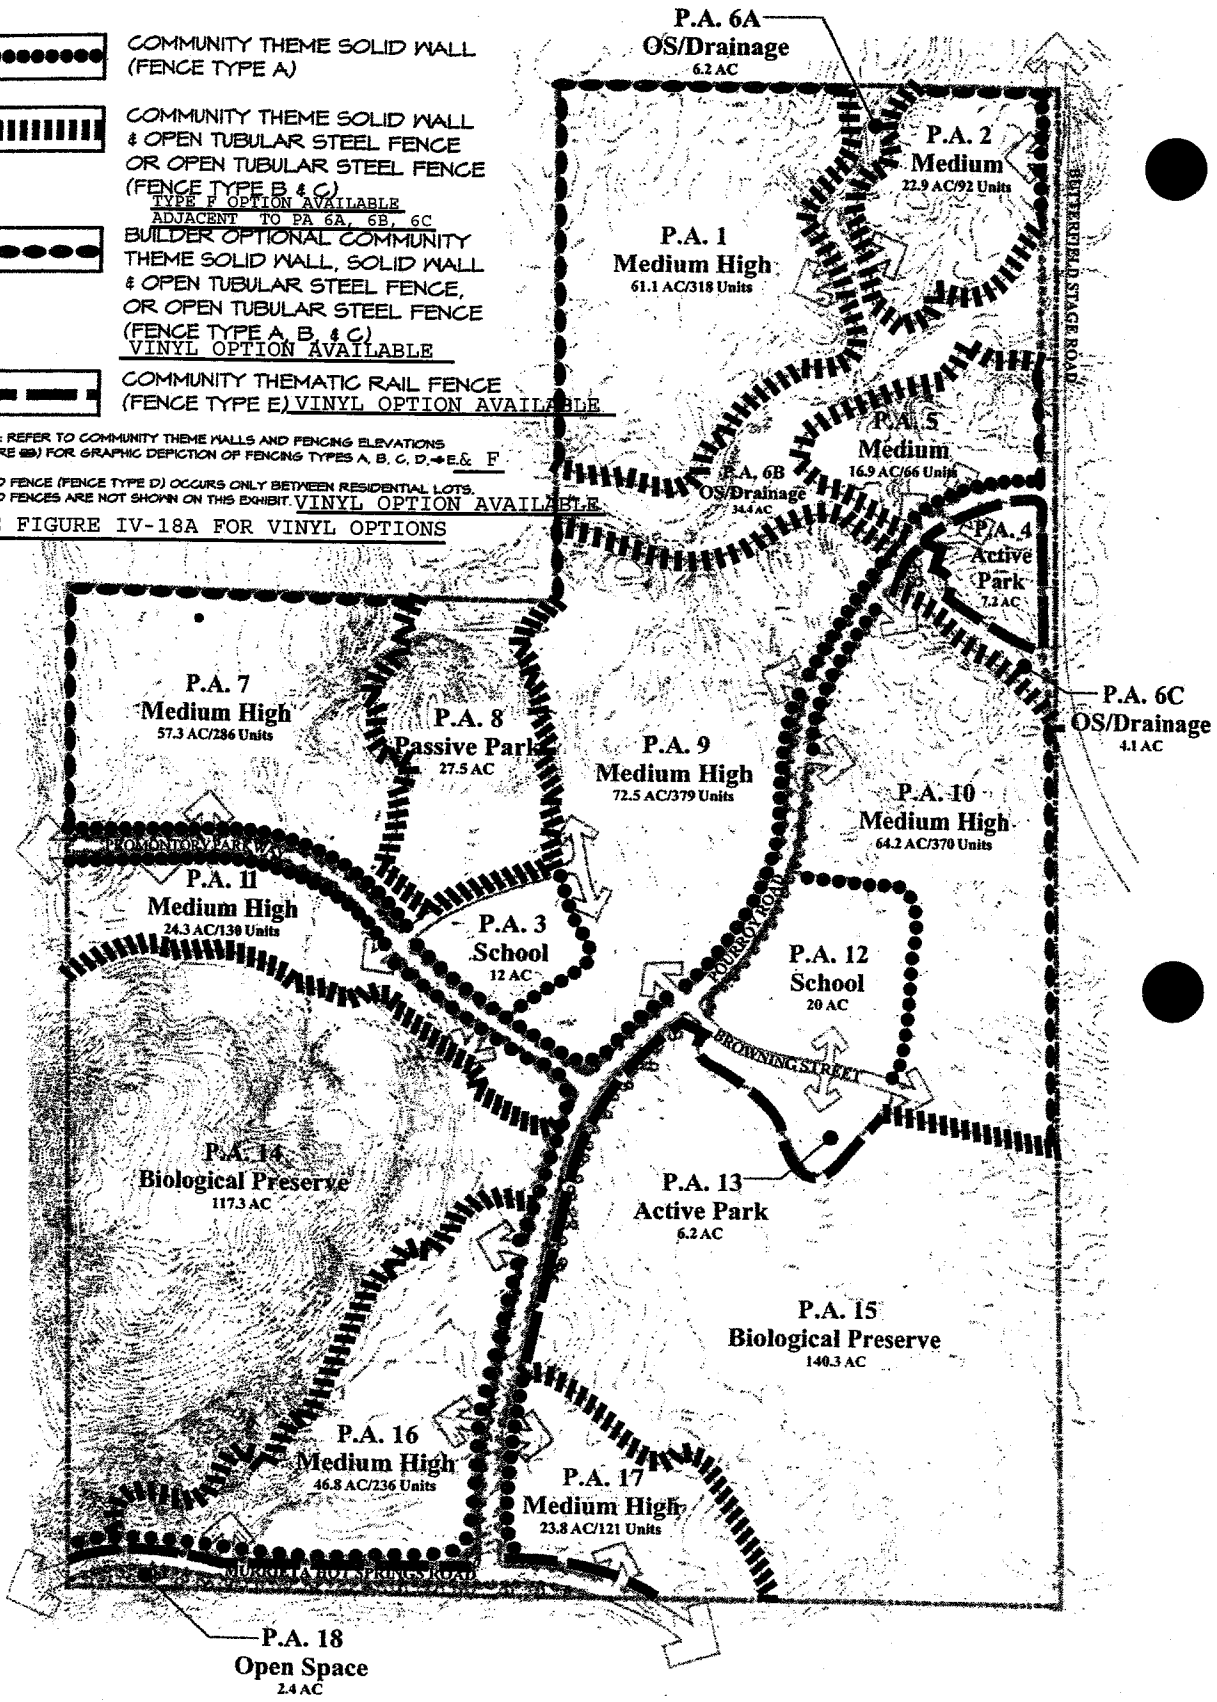 COMMUNITY THEME SOLID WALL
(FENCE TYPE A)
COMMUNITY THEME SOLID WALL
& OPEN TUBULAR STEEL FENCE
OR OPEN TUBULAR STEEL FENCE
(FENCE TYPE B & C)
TYPE F OPTION AVAILABLE
ADJACENT TO PA 6A, 6B, 6C
BUILDER OPTIONAL COMMUNITY
THEME SOLID WALL, SOLID WALL
& OPEN TUBULAR STEEL FENCE,
OR OPEN TUBULAR STEEL FENCE
(FENCE TYPE A, B, & C)
VINYL OPTION AVAILABLE
COMMUNITY THEMATIC RAIL FENCE
(FENCE TYPE E) VINYL OPTION AVAILABLE
: REFER TO COMMUNITY THEME WALLS AND FENCING ELEVATIONS
FOR GRAPHIC DEPICTION OF FENCING TYPES A, B, C, D, E & F
FENCE (FENCE TYPE D) OCCURS ONLY BETWEEN RESIDENTIAL LOTS.
FENCES ARE NOT SHOWN ON THIS EXHIBIT. VINYL OPTION AVAILABLE
FIGURE IV-18A FOR VINYL OPTIONS
P.A. 6A
OS/Drainage
6.2 AC
P.A. 2
Medium
22.9 AC/92 Units
P.A. 1
Medium High
61.1 AC/318 Units
BUTTERFIELD STAGE ROAD
P.A. 5
Medium
16.9 AC/66 Units
P.A. 6B
OS/Drainage
34.4 AC
P.A. 4
Active
Park
7.2 AC
P.A. 6C
OS/Drainage
4.1 AC
P.A. 7
Medium High
57.3 AC/286 Units
P.A. 8
Passive Park
27.5 AC
P.A. 9
Medium High
72.5 AC/379 Units
P.A. 10
Medium High
64.2 AC/370 Units
PROMONTORY PARKWAY
P.A. 11
Medium High
24.3 AC/130 Units
P.A. 3
School
12 AC
POURROY ROAD
P.A. 12
School
20 AC
BROWNING STREET
P.A. 14
Biological Preserve
117.3 AC
P.A. 13
Active Park
6.2 AC
P.A. 15
Biological Preserve
140.3 AC
P.A. 16
Medium High
46.8 AC/236 Units
P.A. 17
Medium High
23.8 AC/121 Units
MURRIETA HOT SPRINGS ROAD
P.A. 18
Open Space
2.4 AC